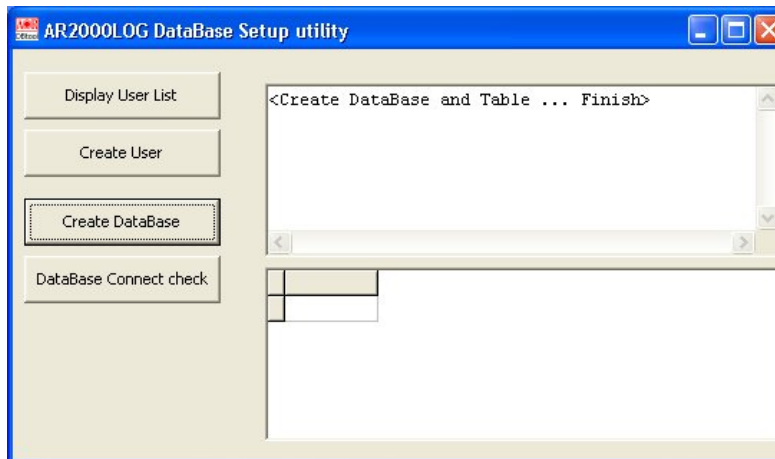 AR2000LOG DataBase Setup utility
Display User List
Create User
Create DataBase
DataBase Connect check
<Create DataBase and Table ... Finish>